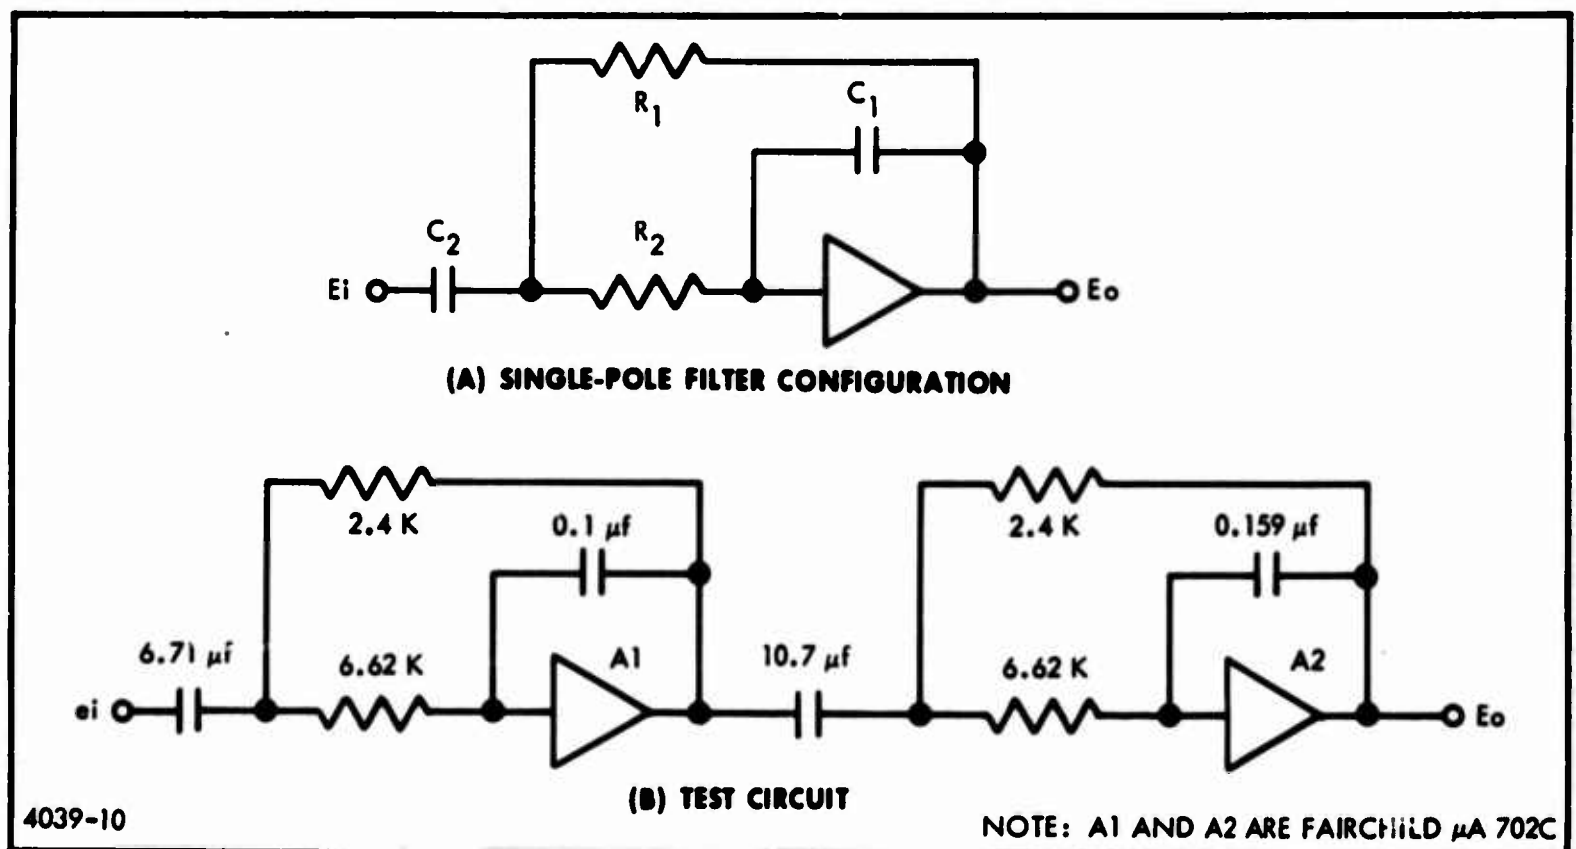 R1
C1
C2
R2
Ei
Eo
(A) SINGLE-POLE FILTER CONFIGURATION
2.4 K
0.1 μf
2.4 K
0.159 μf
6.71 μf
6.62 K
A1
10.7 μf
6.62 K
A2
ei
Eo
(B) TEST CIRCUIT
4039-10
NOTE: A1 AND A2 ARE FAIRCHILD μA 702C